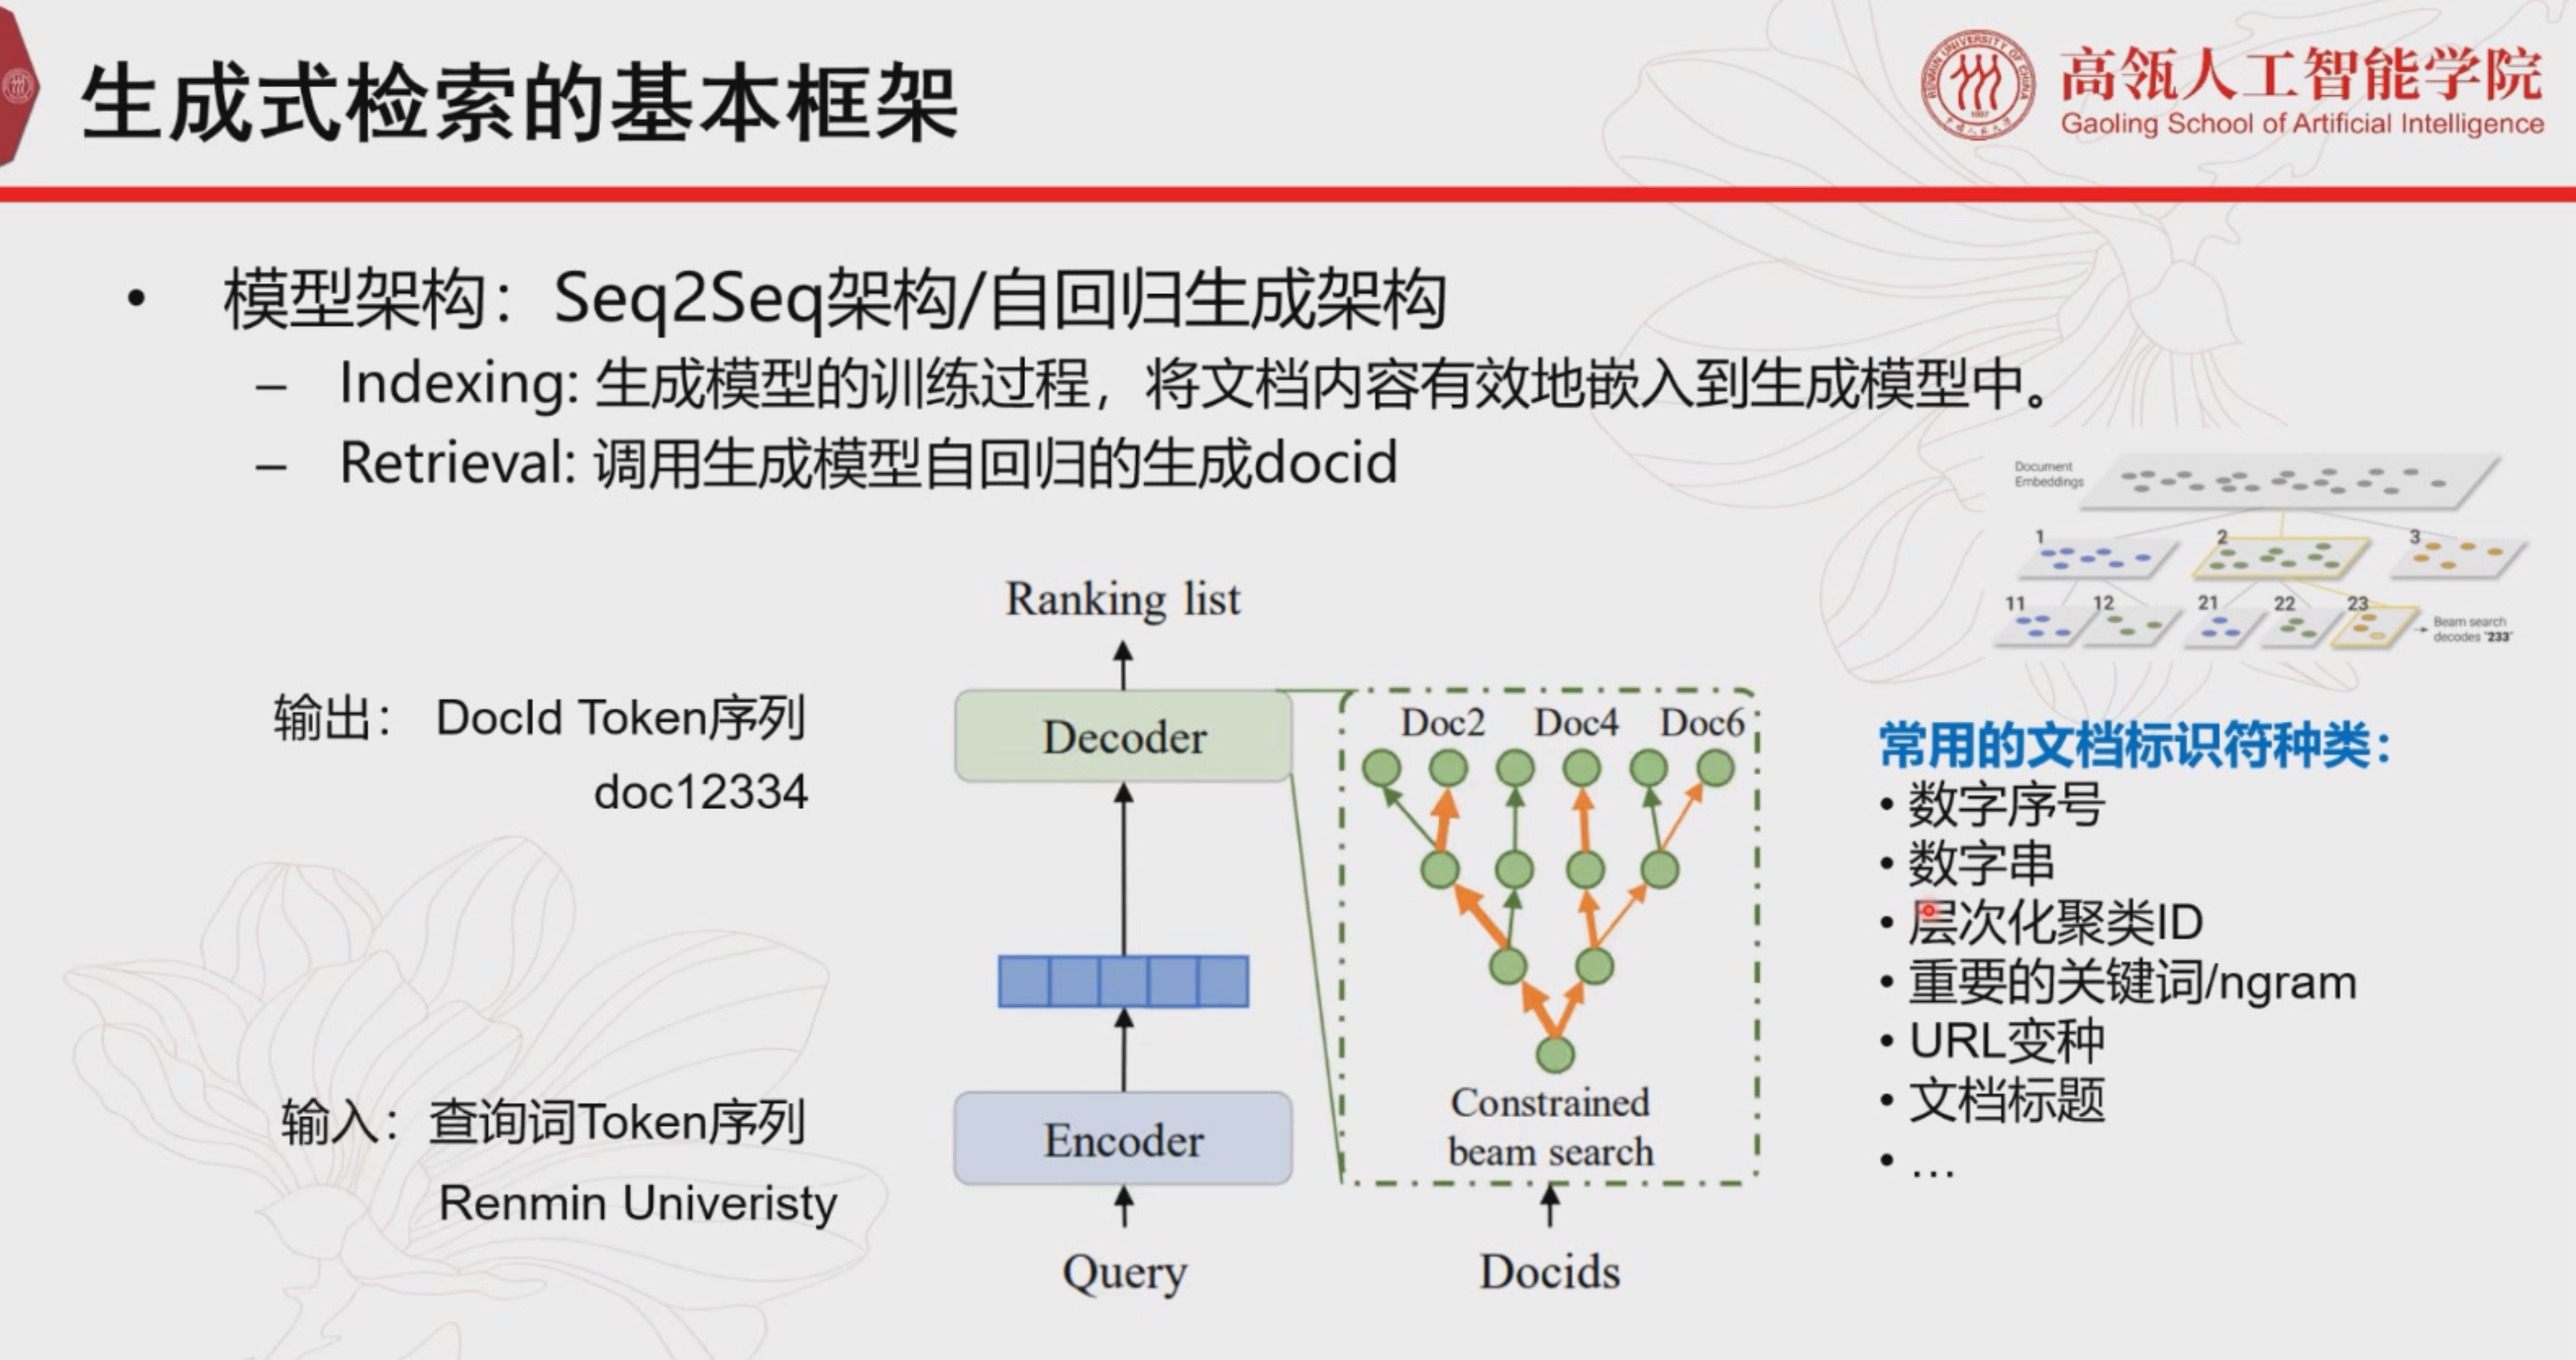 生成式检索的基本框架
RENMIN UNIVERSITY OF CHINA
1937
高瓴人工智能学院
Gaoling School of Artificial Intelligence
• 模型架构：Seq2Seq架构/自回归生成架构
– Indexing: 生成模型的训练过程，将文档内容有效地嵌入到生成模型中。
– Retrieval: 调用生成模型自回归的生成docid
Document
Embeddings
1 2 3
11 12 21 22 23
Beam search
decodes "233"
Ranking list
输出： DocId Token序列
doc12334
Decoder
Doc2 Doc4 Doc6
Constrained
beam search
输入：查询词Token序列
Renmin Univeristy
Encoder
Query
Docids
常用的文档标识符种类：
• 数字序号
• 数字串
• 层次化聚类ID
• 重要的关键词/ngram
• URL变种
• 文档标题
• …